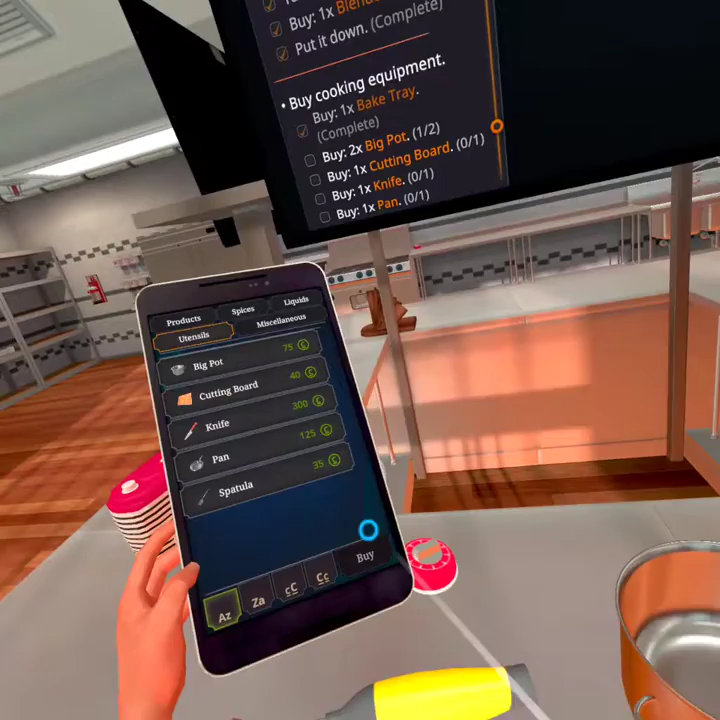 Buy: 1x Blender
Put it down. (Complete)
• Buy cooking equipment.
Buy: 1x Bake Tray.
(Complete)
Buy: 2x Big Pot. (1/2)
Buy: 1x Cutting Board. (0/1)
Buy: 1x Knife. (0/1)
Buy: 1x Pan. (0/1)
Products Spices Liquids
Utensils Miscellaneous
Big Pot 75
Cutting Board 40
Knife 300
Pan 125
Spatula 35
Buy
Az Za cC Cc